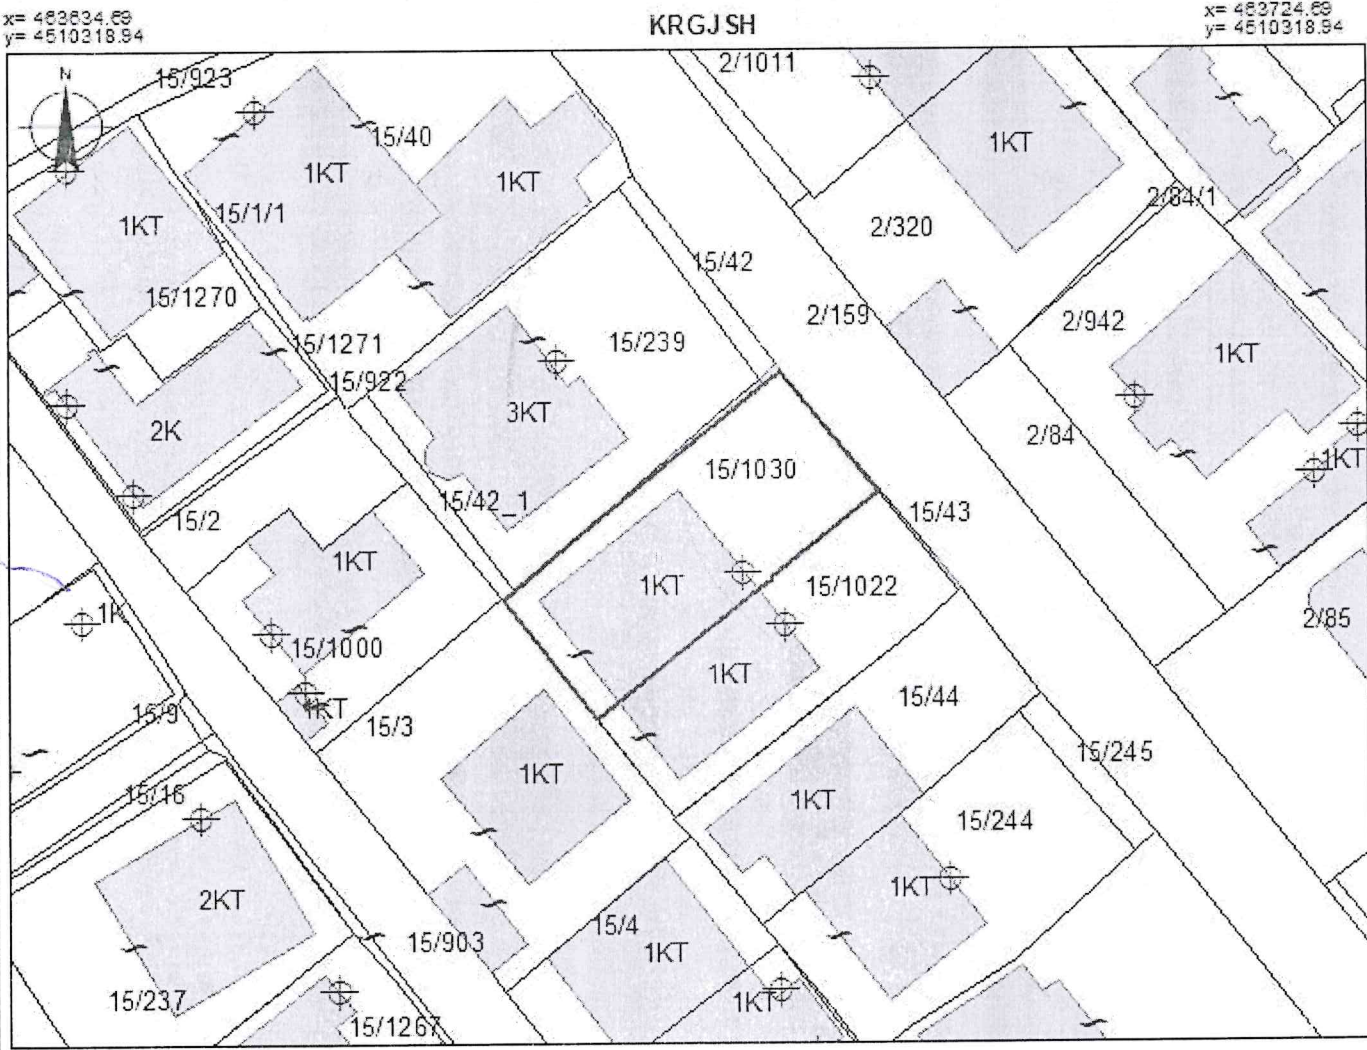 x= 463634.69
y= 4510318.94
KRGJSH
x= 463724.69
y= 4510318.94
N
15/923
2/1011
15/40
1KT
1KT
1KT
15/1/1
1KT
2/84/1
2/320
15/42
15/1270
2/159
2/942
15/1271
15/239
1KT
15/922
3KT
2K
2/84
1KT
15/1030
15/42_1
15/2
15/43
1KT
1KT
15/1022
1K
2/85
15/1000
1KT
15/44
1KT
15/9
15/3
15/245
1KT
15/16
1KT
15/244
2KT
1KT
15/4
15/903
1KT
15/237
1KT
15/1267